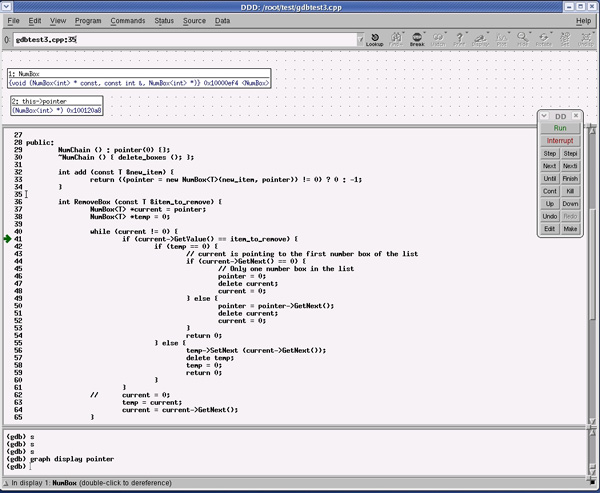 DDD: /root/test/gdbtest3.cpp
File Edit View Program Commands Status Source Data Help
(): gdbtest3.cpp:35
Lookup Find» Break Watch Print Display Plot Hide Rotate Set Undisp
1: NumBox
{void (NumBox<int> * const, const int &, NumBox<int> *)} 0x10000ef4 <NumBox>
2: this->pointer
(NumBox<int> *) 0x100120a8
DD
Run
Interrupt
Step Stepi
Next Nexti
Until Finish
Cont Kill
Up Down
Undo Redo
Edit Make
27
28 public:
29 NumChain () : pointer(0) {};
30 ~NumChain () { delete_boxes (); };
31
32 int add (const T &new_item) {
33 return ((pointer = new NumBox<T>(new_item, pointer)) != 0) ? 0 : -1;
34 }
35
36 int RemoveBox (const T &item_to_remove) {
37 NumBox<T> *current = pointer;
38 NumBox<T> *temp = 0;
39
40 while (current != 0) {
41 if (current->GetValue() == item_to_remove) {
42 if (temp == 0) {
43 // current is pointing to the first number box of the list
44 if (current->GetNext() == 0) {
45 // Only one number box in the list
46 pointer = 0;
47 delete current;
48 current = 0;
49 } else {
50 pointer = pointer->GetNext();
51 delete current;
52 current = 0;
53 }
54 return 0;
55 } else {
56 temp->SetNext (current->GetNext());
57 delete temp;
58 temp = 0;
59 return 0;
60 }
61 }
62 // current = 0;
63 temp = current;
64 current = current->GetNext();
65 }
(gdb) s
(gdb) s
(gdb) s
(gdb) graph display pointer
(gdb)
In display 1: NumBox (double-click to dereference)